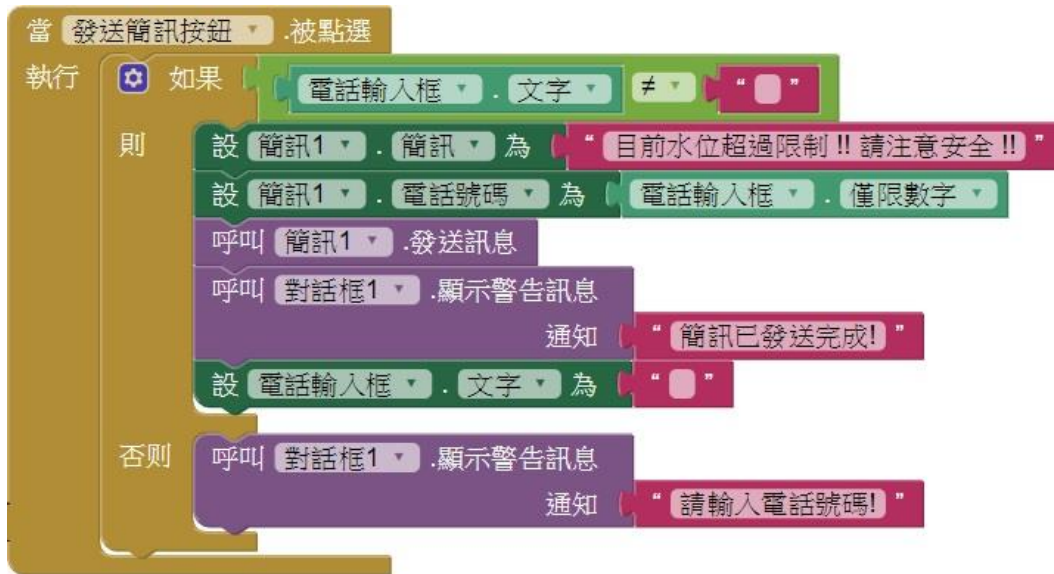 當 發送簡訊按鈕 .被點選
執行 如果 電話輸入框 . 文字 ≠ “ ”
則 設 簡訊1 . 簡訊 為 “ 目前水位超過限制!!請注意安全!! ”
設 簡訊1 . 電話號碼 為 電話輸入框 . 僅限數字
呼叫 簡訊1 .發送訊息
呼叫 對話框1 .顯示警告訊息
通知 “ 簡訊已發送完成! ”
設 電話輸入框 . 文字 為 “ ”
否則 呼叫 對話框1 .顯示警告訊息
通知 “ 請輸入電話號碼! ”